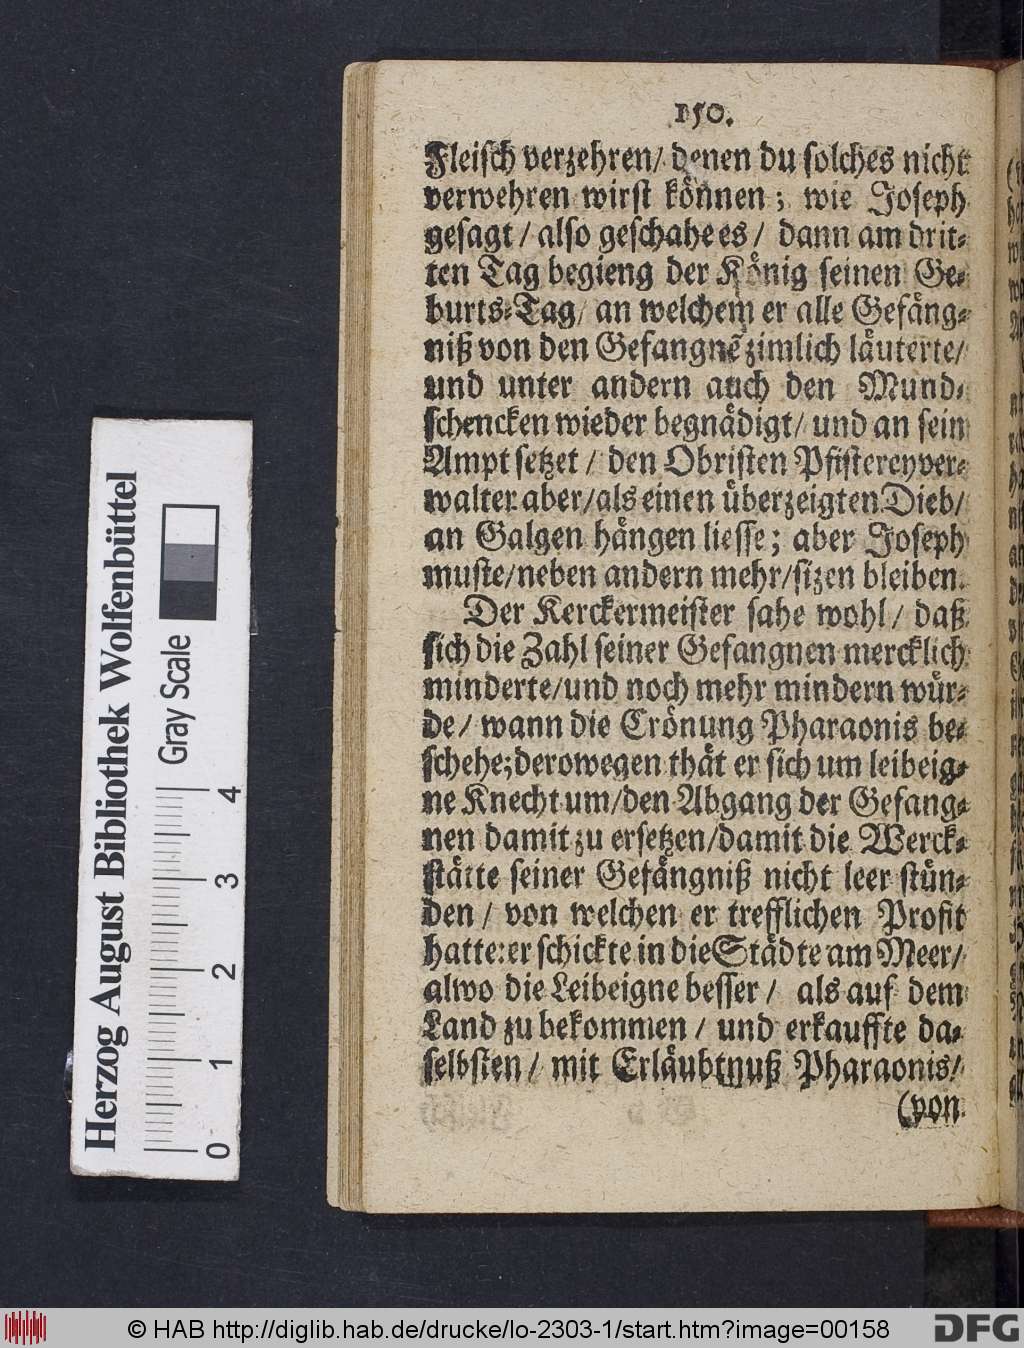 150.
Fleisch verzehren/ denen du solches nicht
verwehren wirst können; wie Joseph
gesagt/ also geschahe es/ dann am drit-
ten Tag begieng der König seinen Ge-
burts-Tag/ an welchem er alle Gefäng-
niß von den Gefangnẽ zimlich läuterte/
und unter andern auch den Mund-
schencken wieder begnädigt/ und an sein
Ampt setzet/ den Obristen Pfistereyver-
walter aber/als einen überzeigten Dieb/
an Galgen hängen liesse; aber Joseph
muste/neben andern mehr/sizen bleiben.
Der Kerckermeister sahe wohl/ daß
sich die Zahl seiner Gefangnen mercklich
minderte/und noch mehr mindern wür-
de/ wann die Crönung Pharaonis be-
schehe; derowegen thät er sich um leibeig-
ne Knecht um/den Abgang der Gefang-
nen damit zu ersetzen/damit die Werck-
stätte seiner Gefängniß nicht leer stün-
den/ von welchen er trefflichen Profit
hatte: er schickte in die Städte am Meer/
alwo die Leibeigne besser/ als auf dem
Land zu bekommen/ und erkauffte da-
selbsten/ mit Erläubtnuß Pharaonis/
(von
Herzog August Bibliothek Wolfenbüttel
Gray Scale
0 1 2 3 4
© HAB http://diglib.hab.de/drucke/lo-2303-1/start.htm?image=00158
DFG